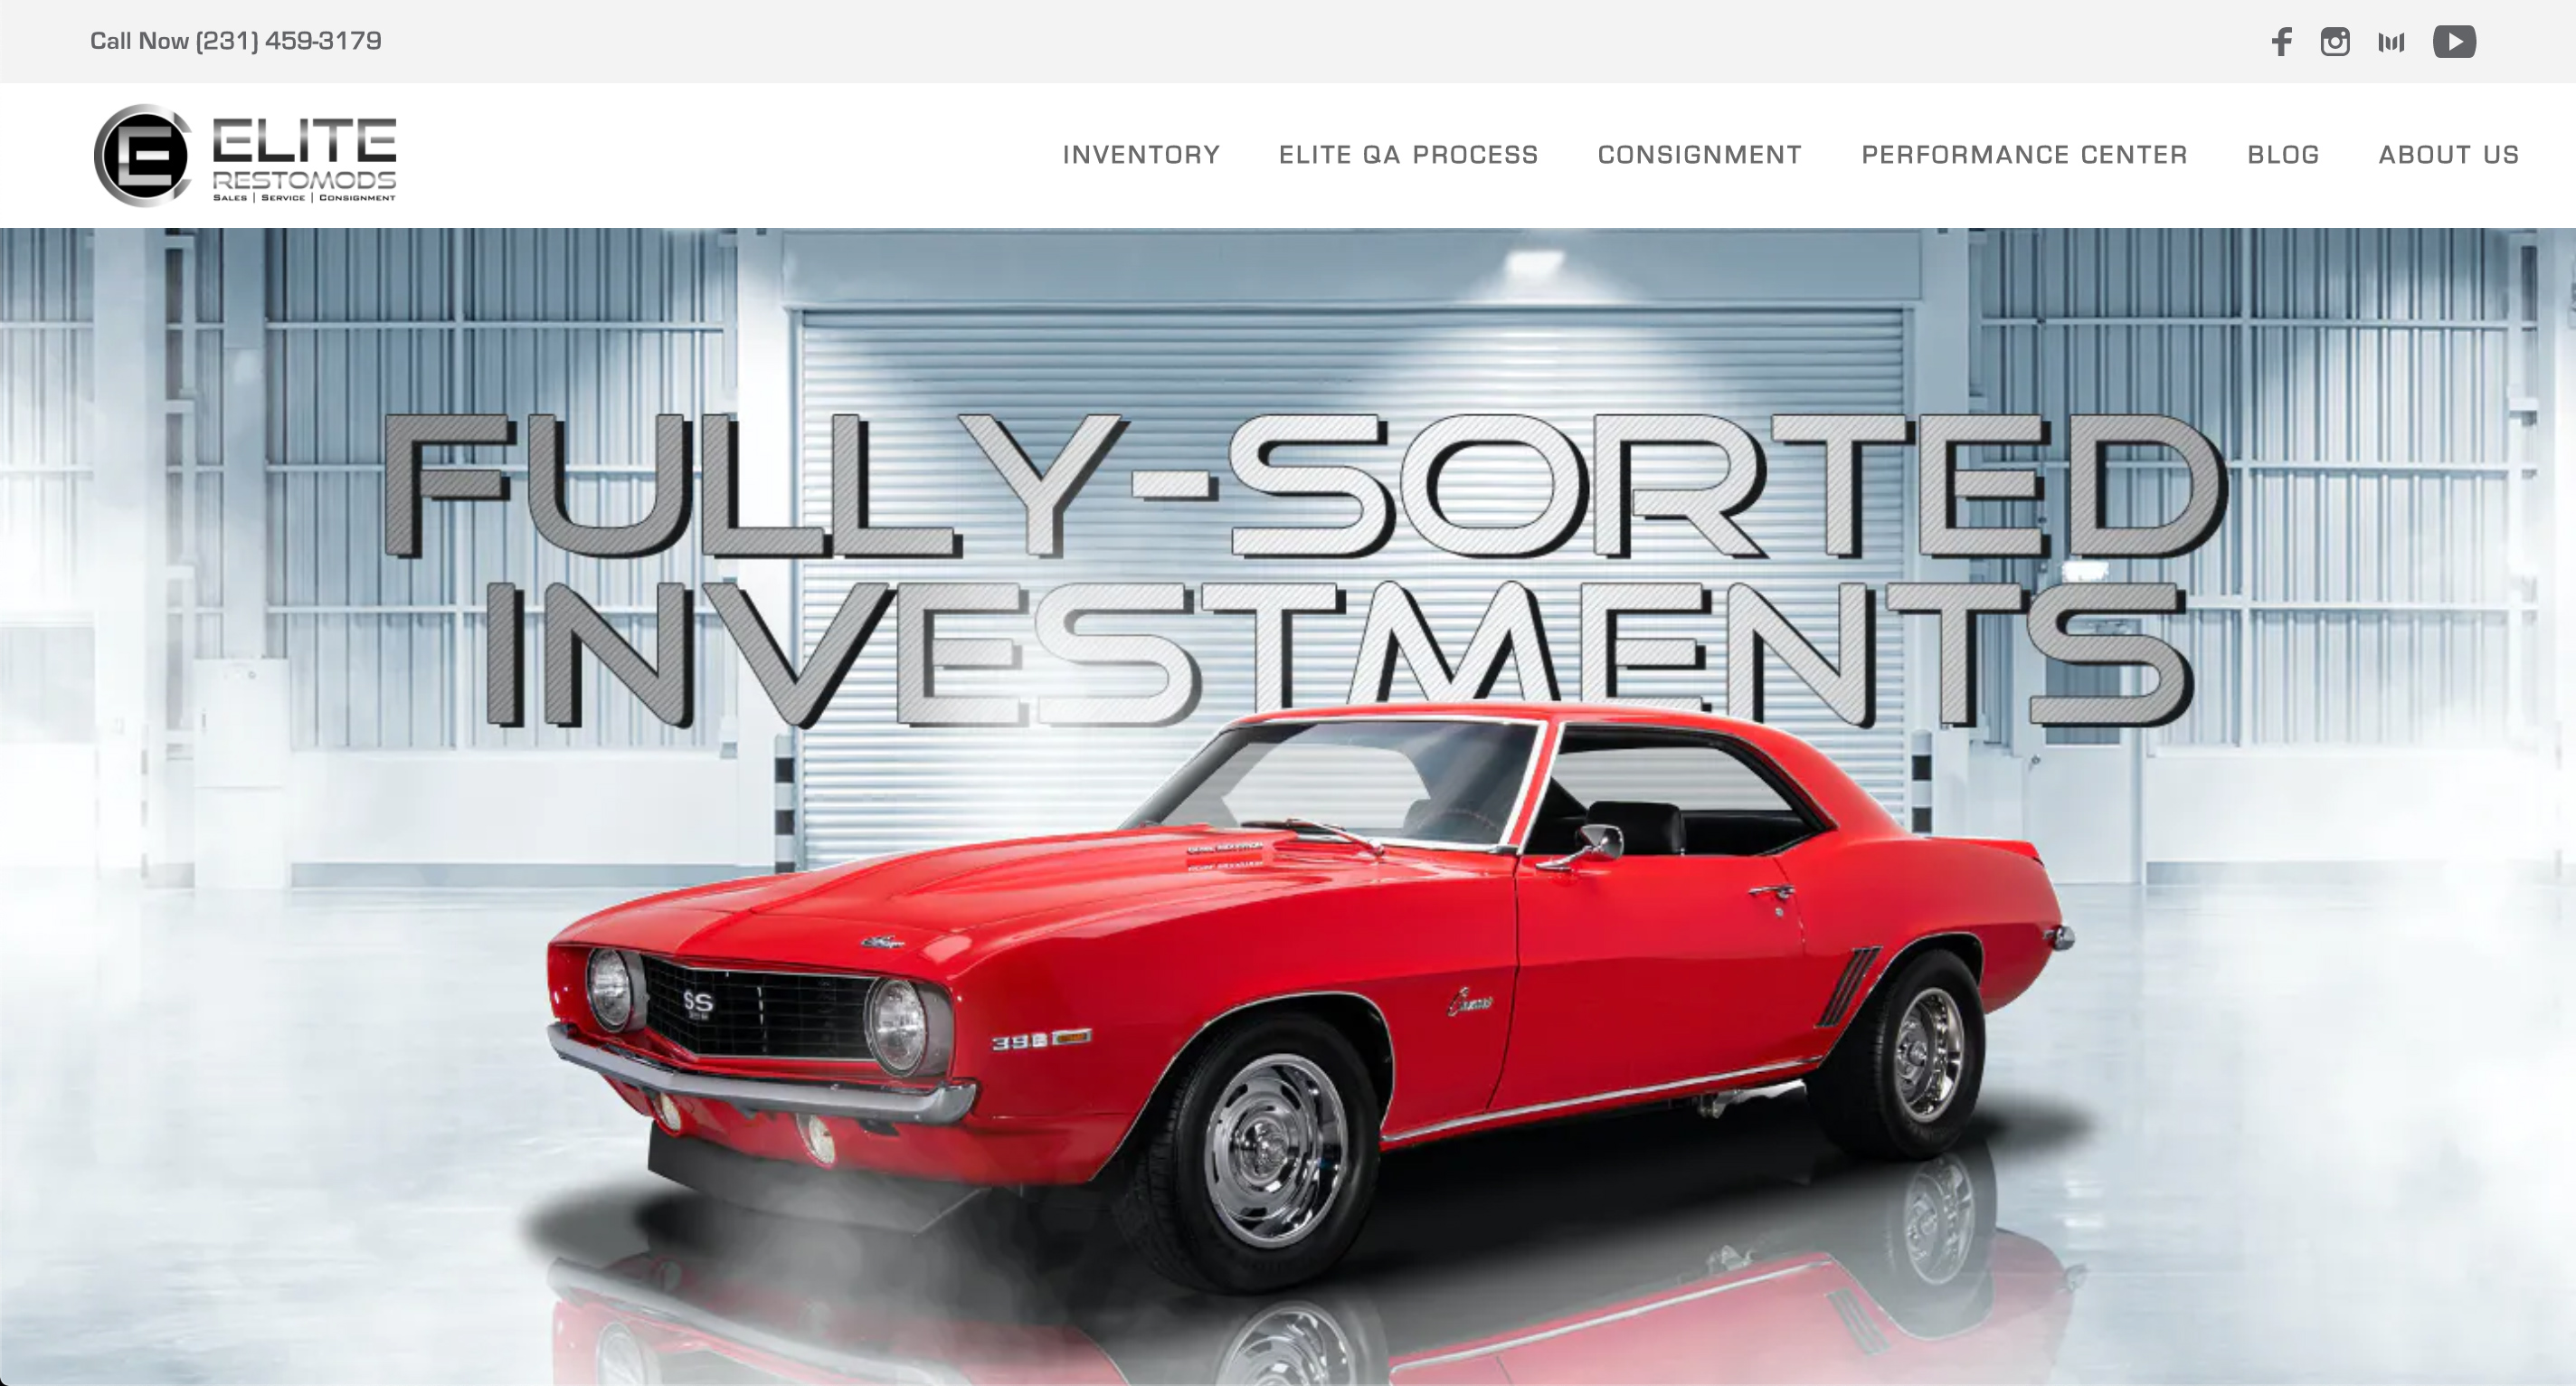 Call Now (231) 459-3179
E ELITE
RESTOMODS
SALES | SERVICE | CONSIGNMENT
INVENTORY ELITE QA PROCESS CONSIGNMENT PERFORMANCE CENTER BLOG ABOUT US
FULLY-SORTED
INVESTMENTS
SS
396
Camaro